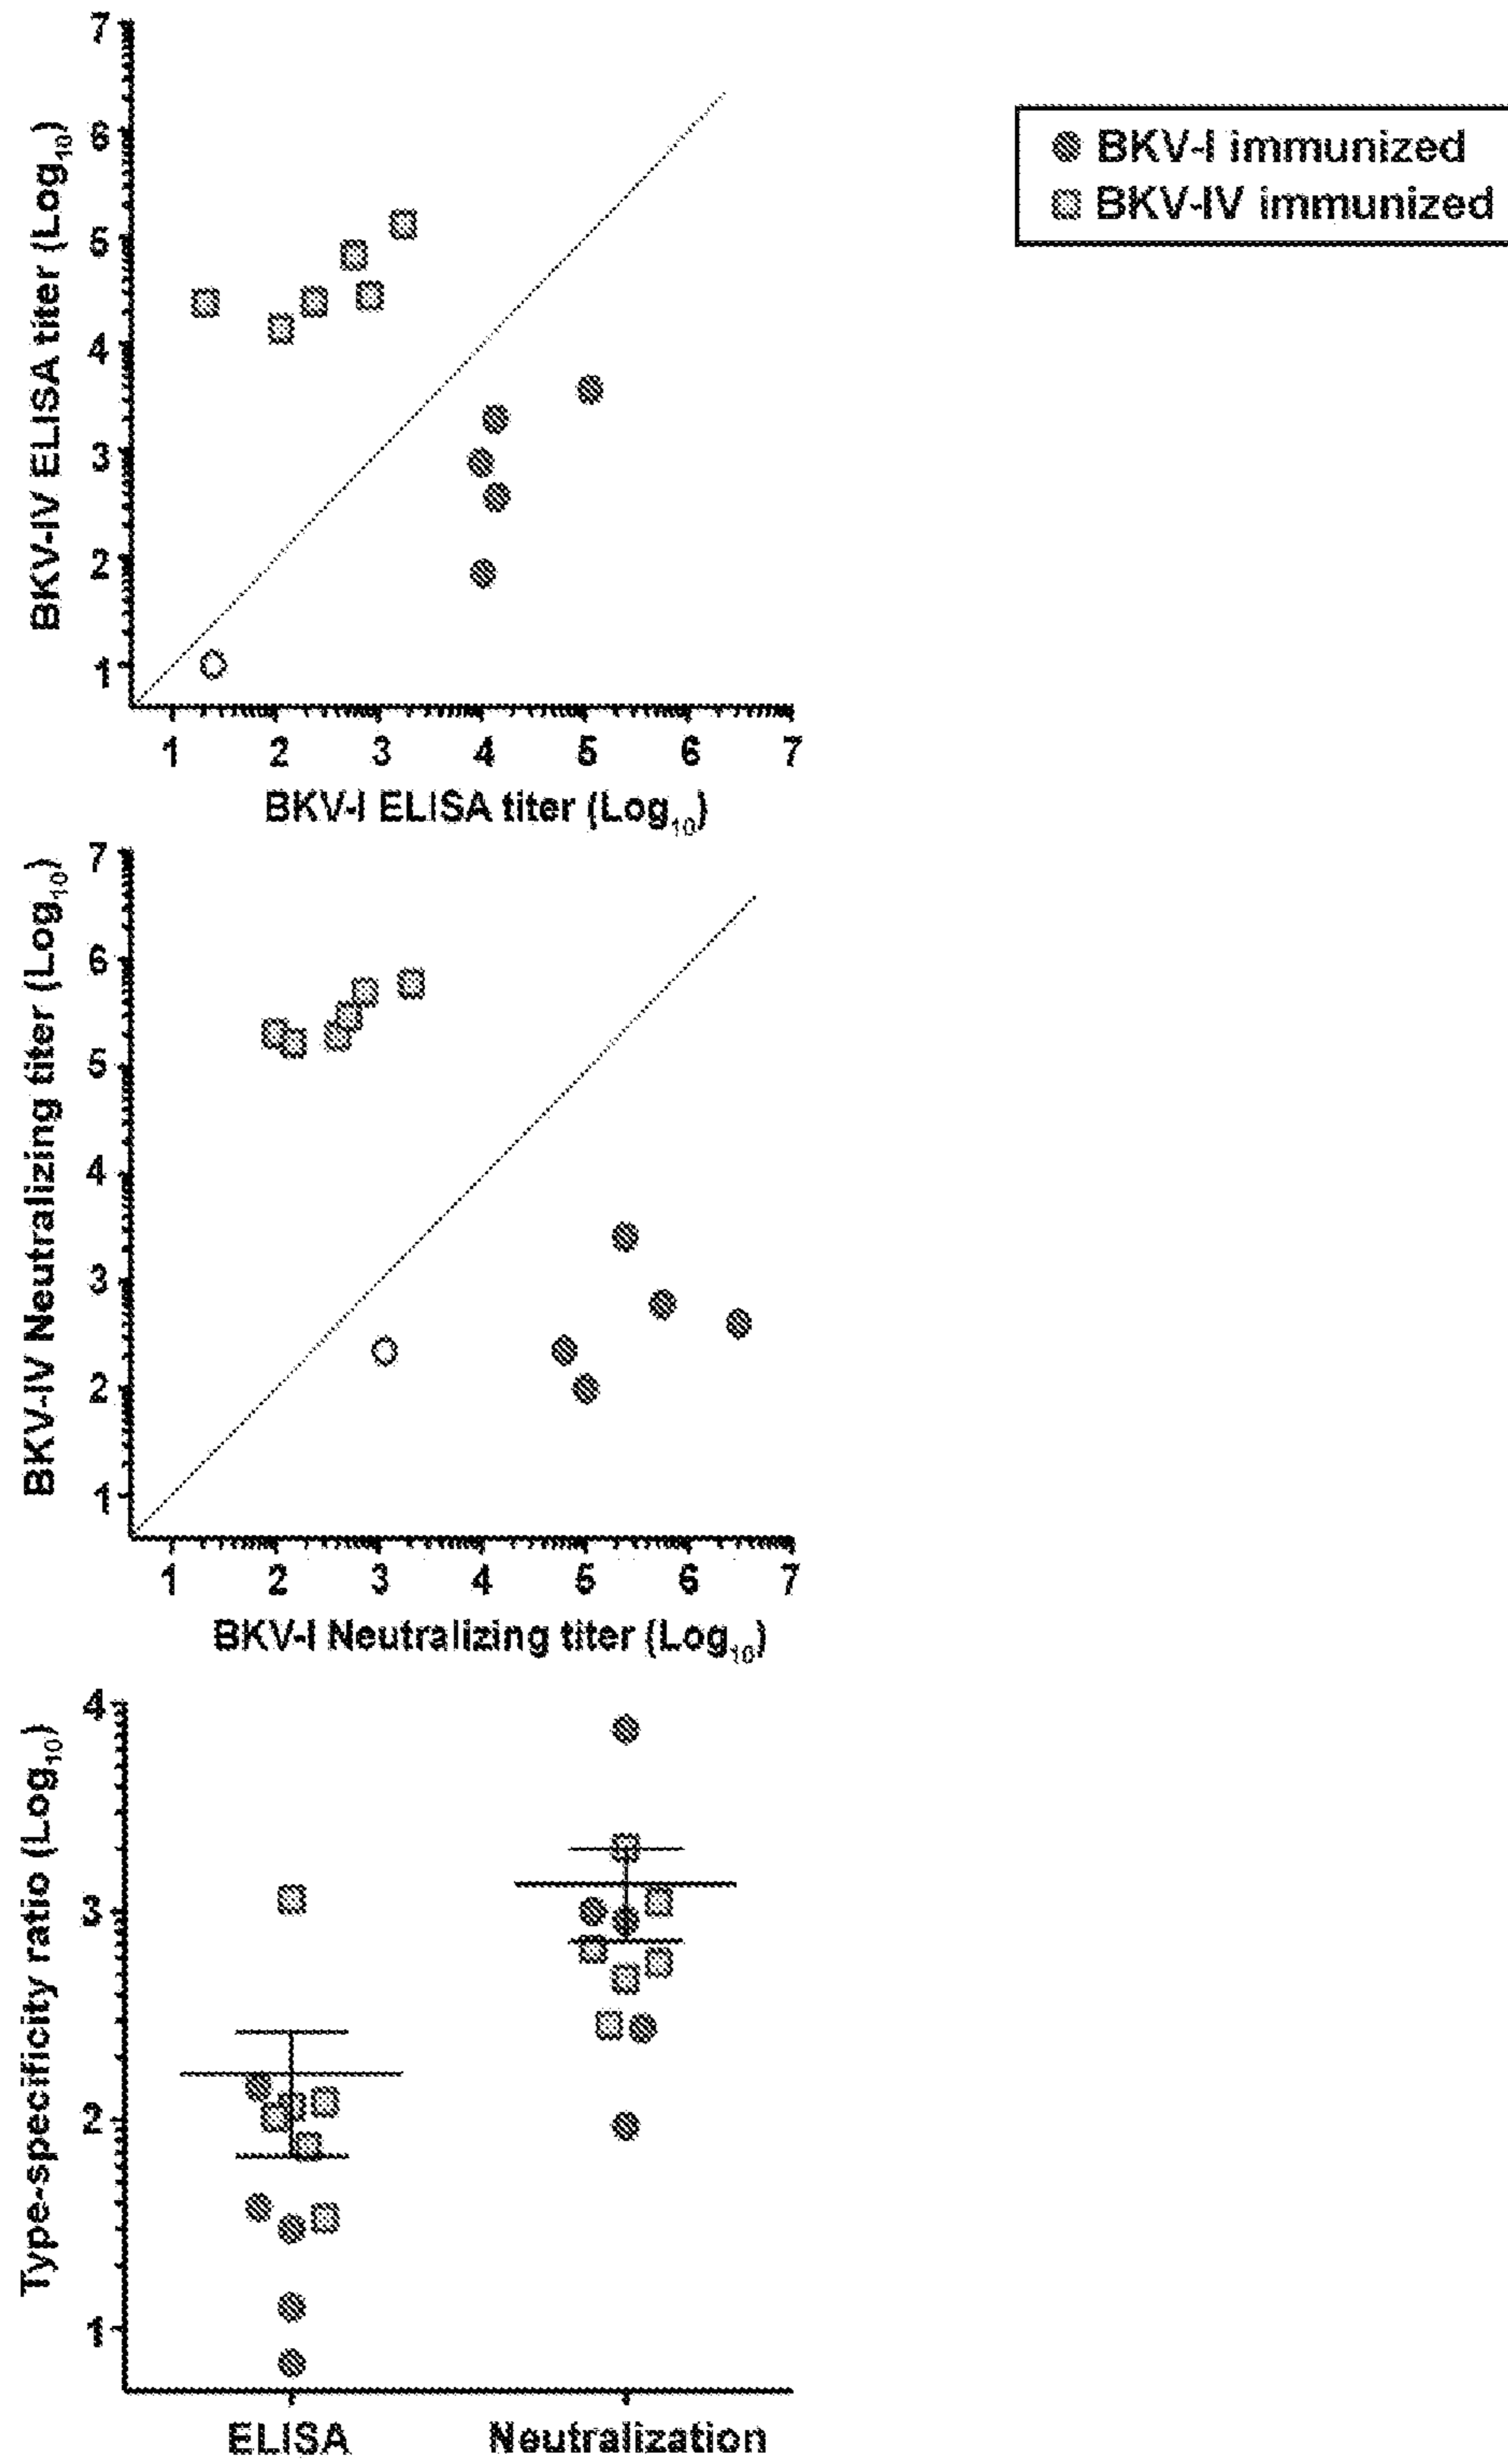 7
6
5
4
3
2
1
BKV-IV ELISA titer (Log10)
1 2 3 4 5 6 7
BKV-I ELISA titer (Log10)
BKV-I immunized
BKV-IV immunized
7
6
5
4
3
2
1
BKV-IV Neutralizing titer (Log10)
1 2 3 4 5 6 7
BKV-I Neutralizing titer (Log10)
4
3
2
1
Type-specificity ratio (Log10)
ELISA Neutralization